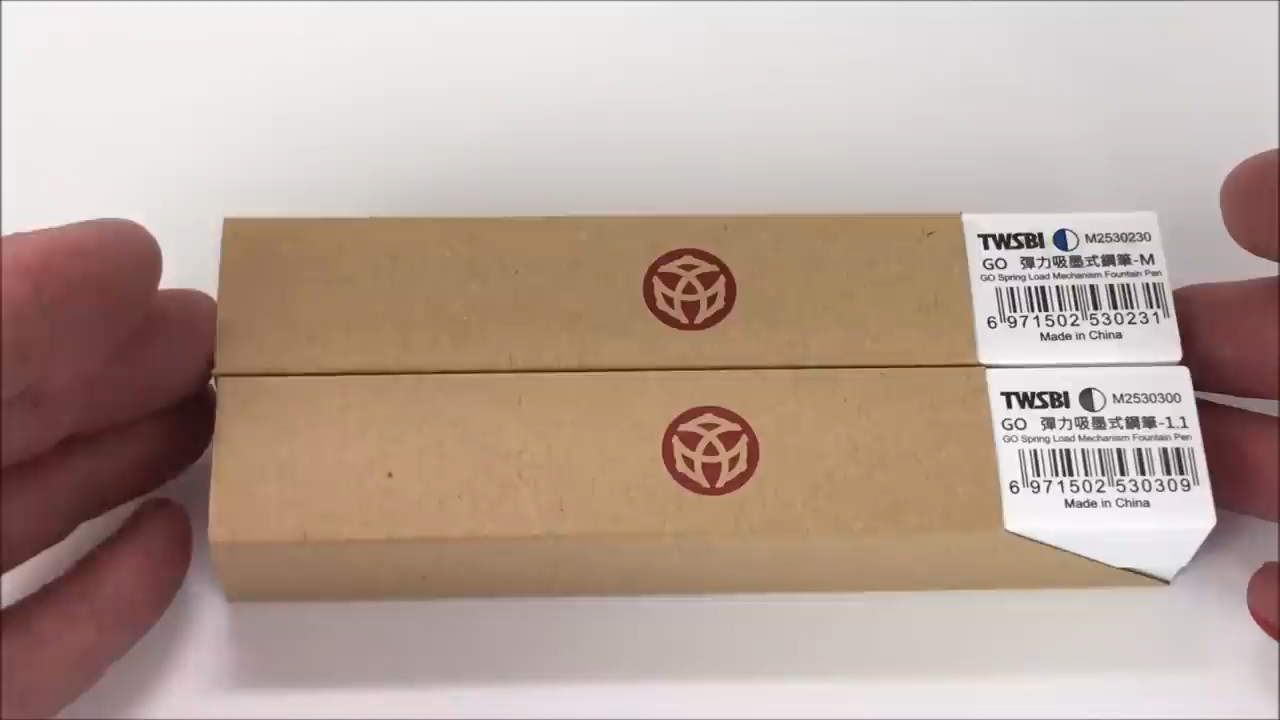 TWSBI M2530230
GO 彈力吸墨式鋼筆-M
GO Spring Load Mechanism Fountain Pen
6 971502 530231
Made in China
TWSBI M2530300
GO 彈力吸墨式鋼筆-1.1
GO Spring Load Mechanism Fountain Pen
6 971502 530309
Made in China